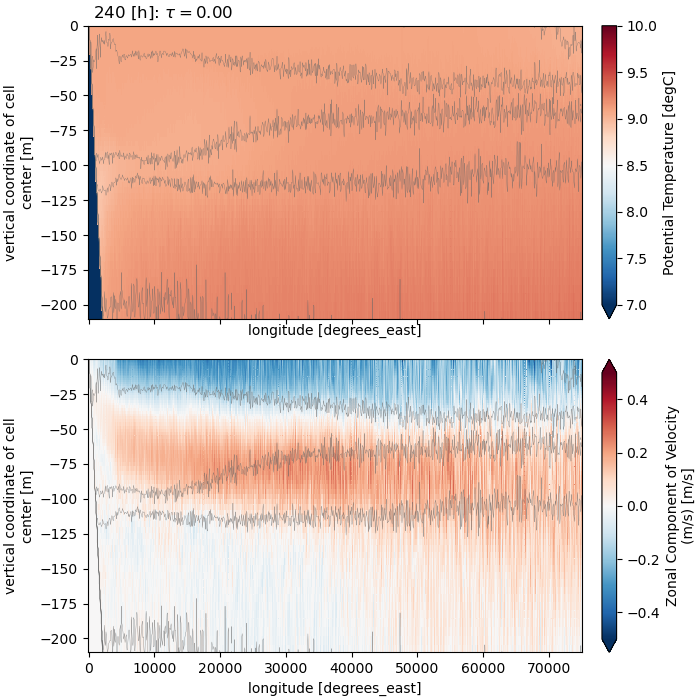 240 [h]: τ = 0.00
0
−25
−50
−75
−100
−125
−150
−175
−200
vertical coordinate of cell
center [m]
longitude [degrees_east]
10.0
9.5
9.0
8.5
8.0
7.5
7.0
Potential Temperature [degC]
0
−25
−50
−75
−100
−125
−150
−175
−200
vertical coordinate of cell
center [m]
0 10000 20000 30000 40000 50000 60000 70000
longitude [degrees_east]
0.4
0.2
0.0
−0.2
−0.4
Zonal Component of Velocity
(m/s) [m/s]